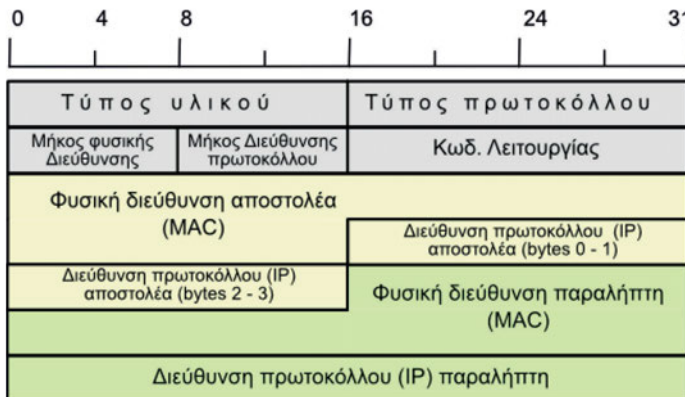 0 4 8 16 24 31
Τύπος υλικού
Τύπος πρωτοκόλλου
Μήκος φυσικής
Διεύθυνσης
Μήκος Διεύθυνσης
πρωτοκόλλου
Κωδ. Λειτουργίας
Φυσική διεύθυνση αποστολέα
(MAC)
Διεύθυνση πρωτοκόλλου (IP)
αποστολέα (bytes 0 - 1)
Διεύθυνση πρωτοκόλλου (IP)
αποστολέα (bytes 2 - 3)
Φυσική διεύθυνση παραλήπτη
(MAC)
Διεύθυνση πρωτοκόλλου (IP) παραλήπτη